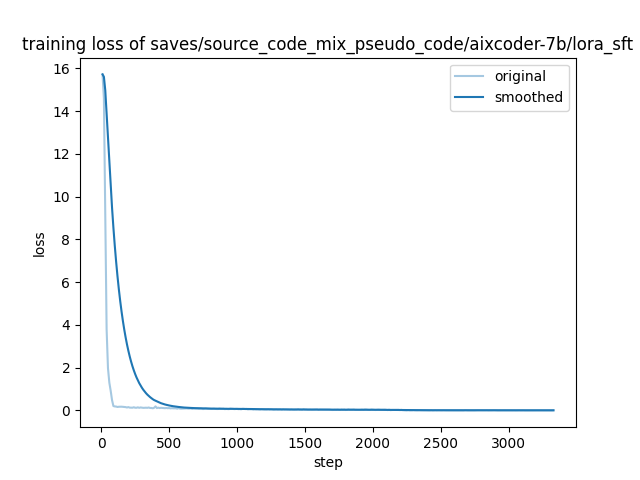 training loss of saves/source_code_mix_pseudo_code/aixcoder-7b/lora_sft
original
smoothed
16
14
12
10
8
6
4
2
0
loss
0 500 1000 1500 2000 2500 3000
step